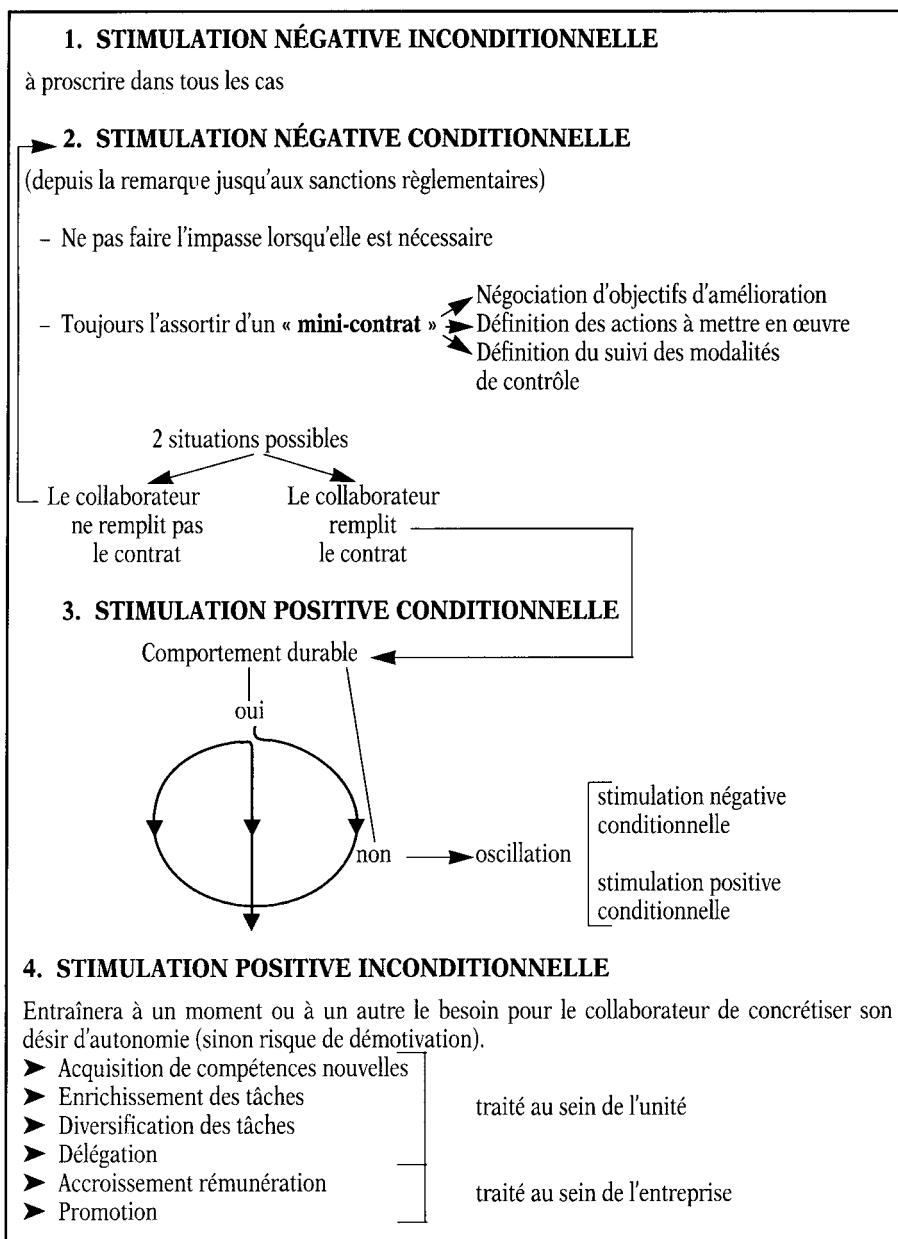 1. STIMULATION NÉGATIVE INCONDITIONNELLE
à proscrire dans tous les cas
2. STIMULATION NÉGATIVE CONDITIONNELLE
(depuis la remarque jusqu'aux sanctions règlementaires)
– Ne pas faire l'impasse lorsqu'elle est nécessaire
– Toujours l'assortir d'un « mini-contrat »
Négociation d'objectifs d'amélioration
Définition des actions à mettre en œuvre
Définition du suivi des modalités
de contrôle
2 situations possibles
Le collaborateur
ne remplit pas
le contrat
Le collaborateur
remplit
le contrat
3. STIMULATION POSITIVE CONDITIONNELLE
Comportement durable
oui
non
oscillation
stimulation négative
conditionnelle
stimulation positive
conditionnelle
4. STIMULATION POSITIVE INCONDITIONNELLE
Entraînera à un moment ou à un autre le besoin pour le collaborateur de concrétiser son
désir d'autonomie (sinon risque de démotivation).
➤ Acquisition de compétences nouvelles
➤ Enrichissement des tâches
➤ Diversification des tâches
➤ Délégation
traité au sein de l'unité
➤ Accroissement rémunération
➤ Promotion
traité au sein de l'entreprise